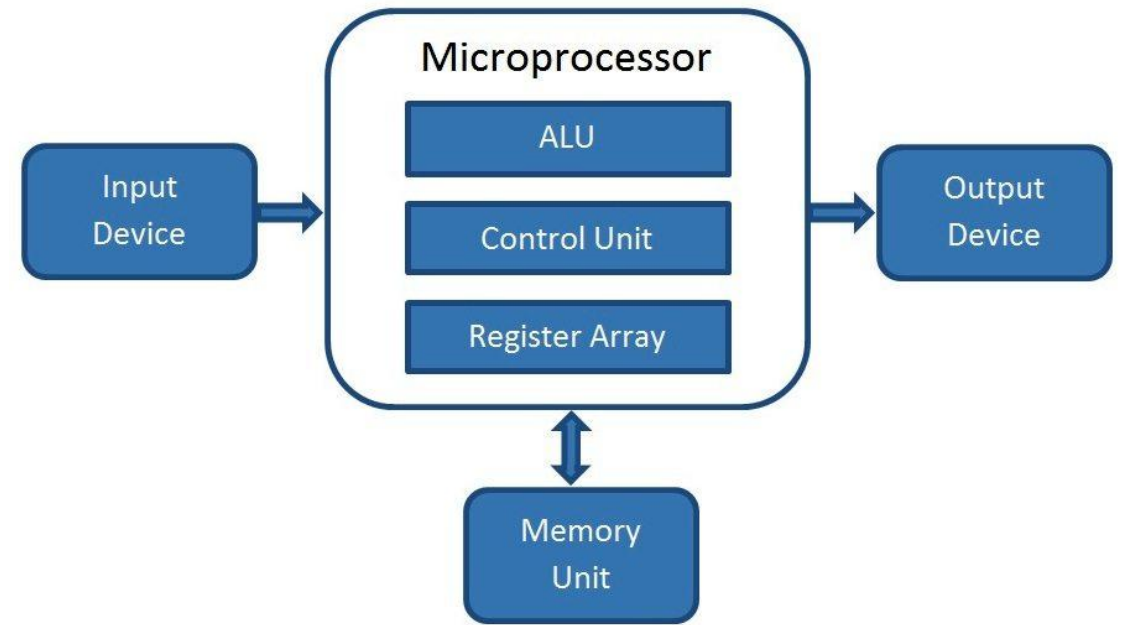 Microprocessor
ALU
Input
Device
Control Unit
Output
Device
Register Array
Memory
Unit